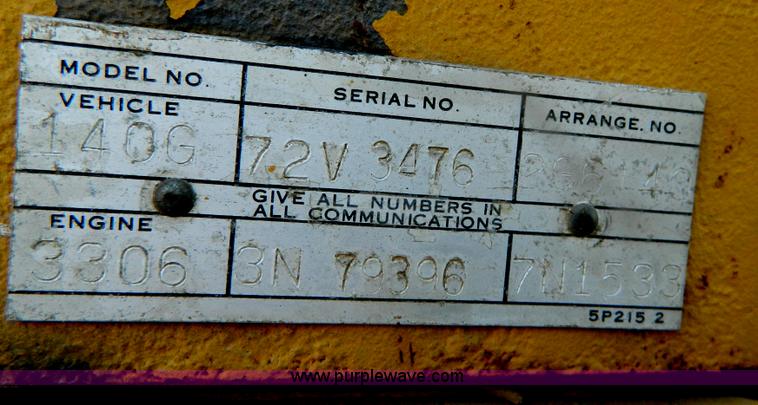 MODEL NO. SERIAL NO. ARRANGE. NO.
VEHICLE
140G 72V 3476
GIVE ALL NUMBERS IN
ALL COMMUNICATIONS
ENGINE
3306 3N 79396 7W1533
5P215 2
www.purplewave.com